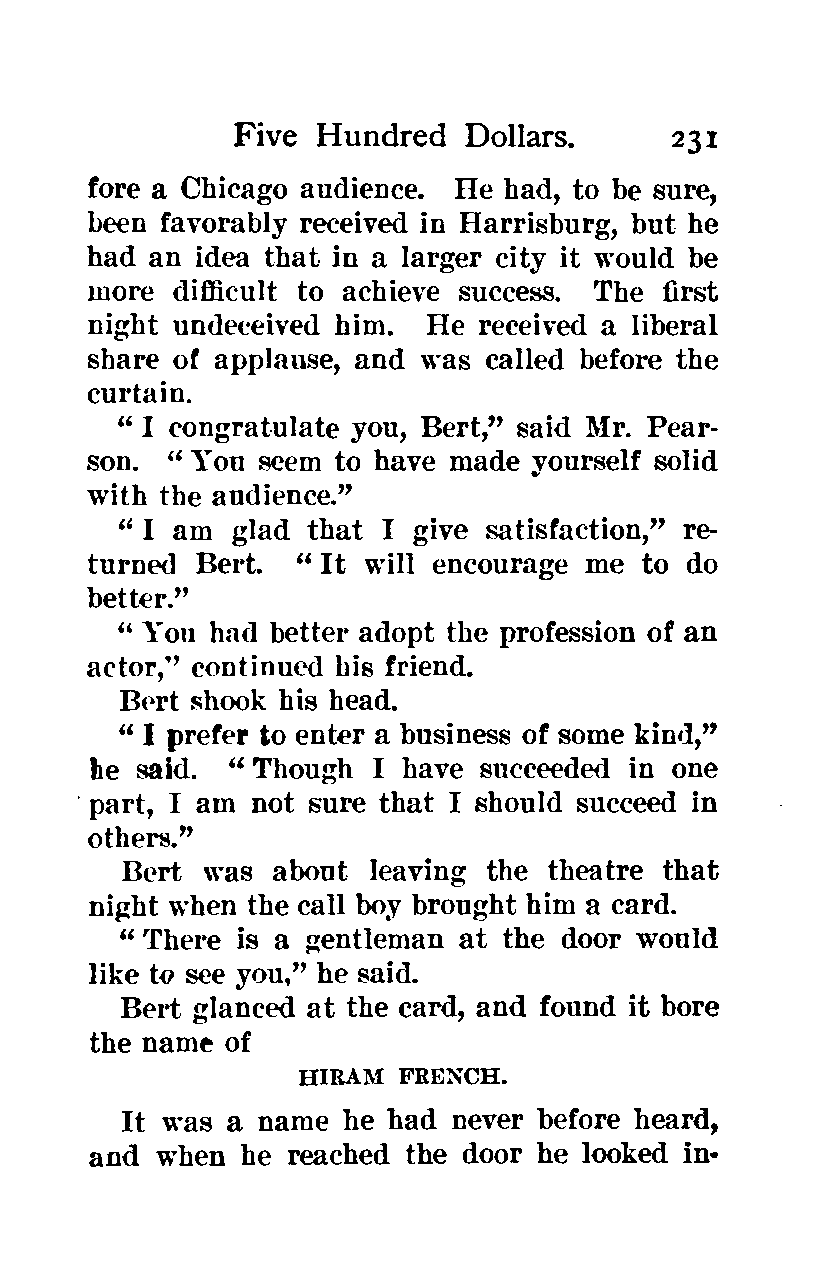 Five Hundred Dollars. 231
fore a Chicago audience. He had, to be sure,
been favorably received in Harrisburg, but he
had an idea that in a larger city it would be
more difficult to achieve success. The first
night undeceived him. He received a liberal
share of applause, and was called before the
curtain.
“ I congratulate you, Bert,” said Mr. Pear-
son. “ You seem to have made yourself solid
with the audience.”
“ I am glad that I give satisfaction,” re-
turned Bert. “ It will encourage me to do
better.”
“ You had better adopt the profession of an
actor,” continued his friend.
Bert shook his head.
“ I prefer to enter a business of some kind,”
he said. “ Though I have succeeded in one
part, I am not sure that I should succeed in
others.”
Bert was about leaving the theatre that
night when the call boy brought him a card.
“ There is a gentleman at the door would
like to see you,” he said.
Bert glanced at the card, and found it bore
the name of
HIRAM FRENCH.
It was a name he had never before heard,
and when he reached the door he looked in-